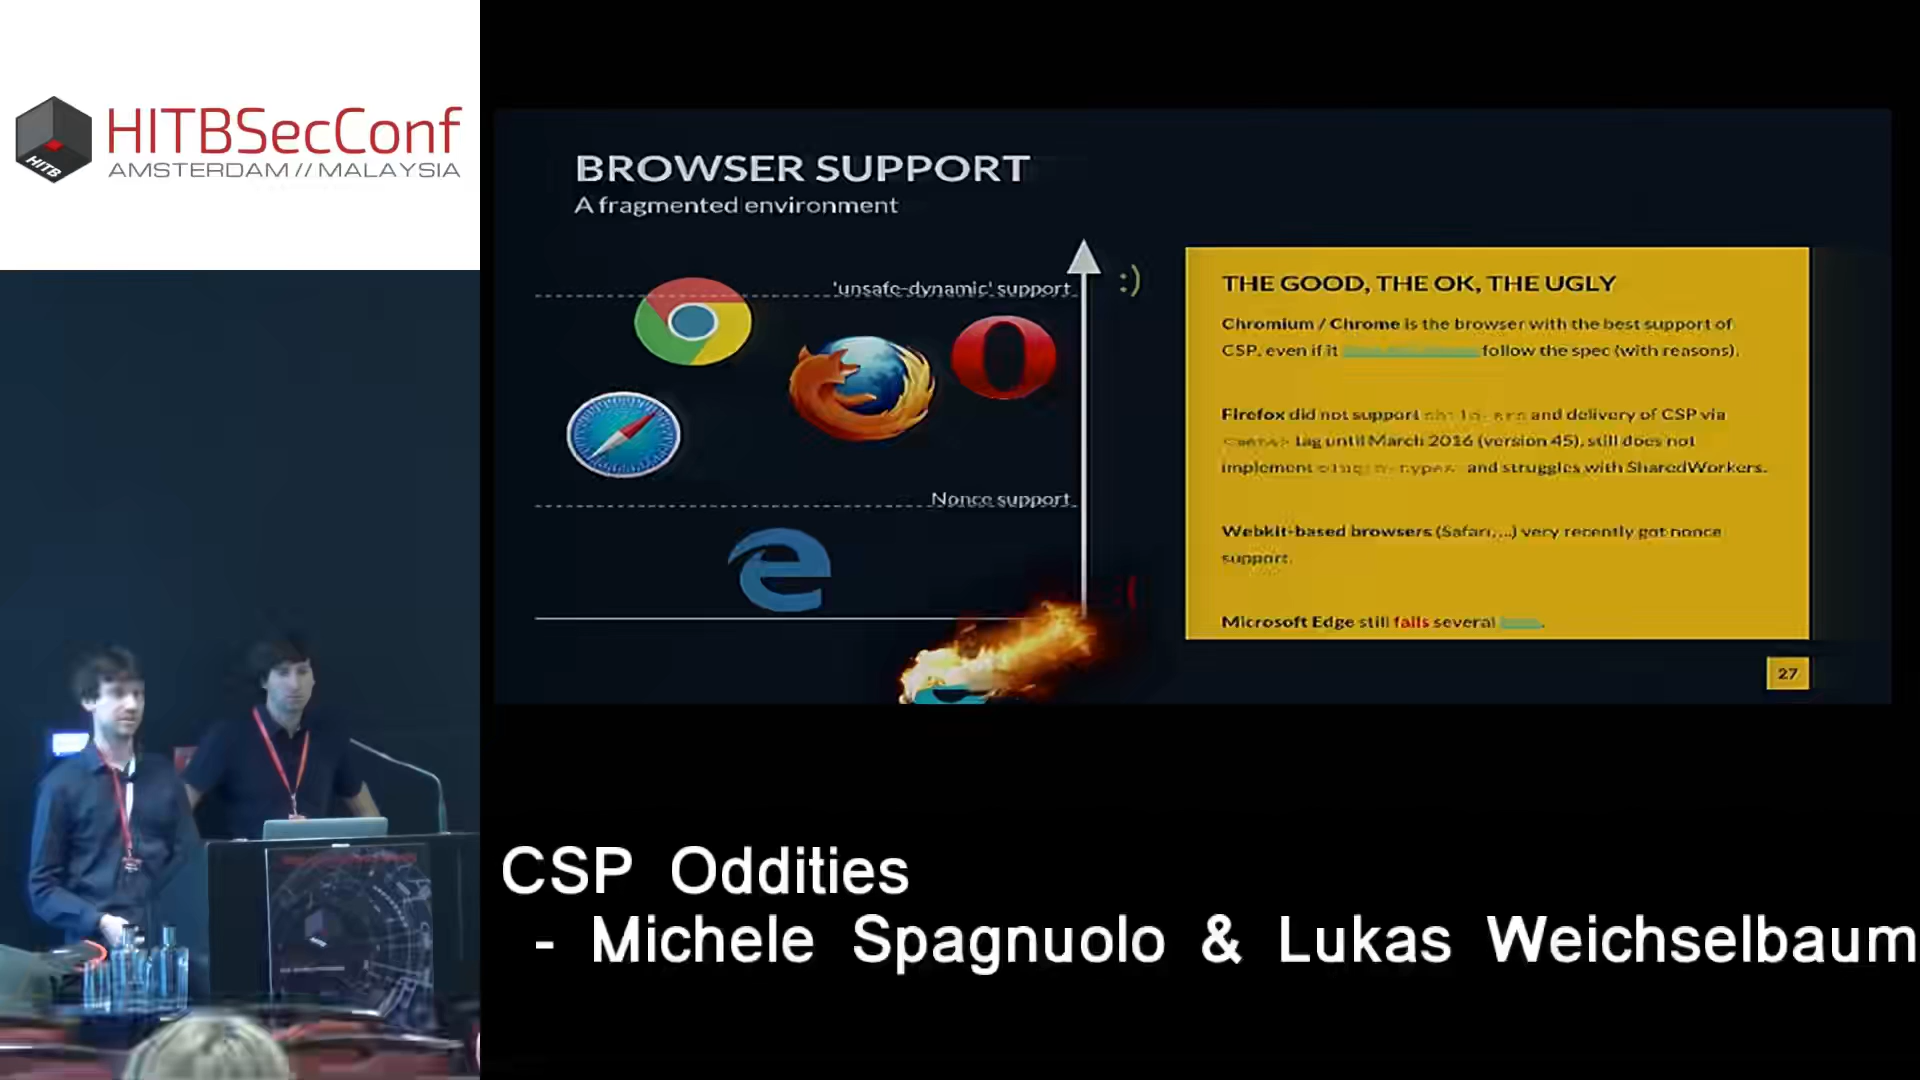 HITBSecConf
AMSTERDAM // MALAYSIA
HITB
BROWSER SUPPORT
A fragmented environment
'unsafe-dynamic' support
:)
Nonce support
:(
THE GOOD, THE OK, THE UGLY
Chromium / Chrome is the browser with the best support of
CSP, even if it follow the spec (with reasons).
Firefox did not support and delivery of CSP via
tag until March 2016 (version 45), still does not
implement and struggles with SharedWorkers.
Webkit-based browsers (Safari, ...) very recently got nonce
support.
Microsoft Edge still fails several
27
CSP Oddities
- Michele Spagnuolo & Lukas Weichselbaum